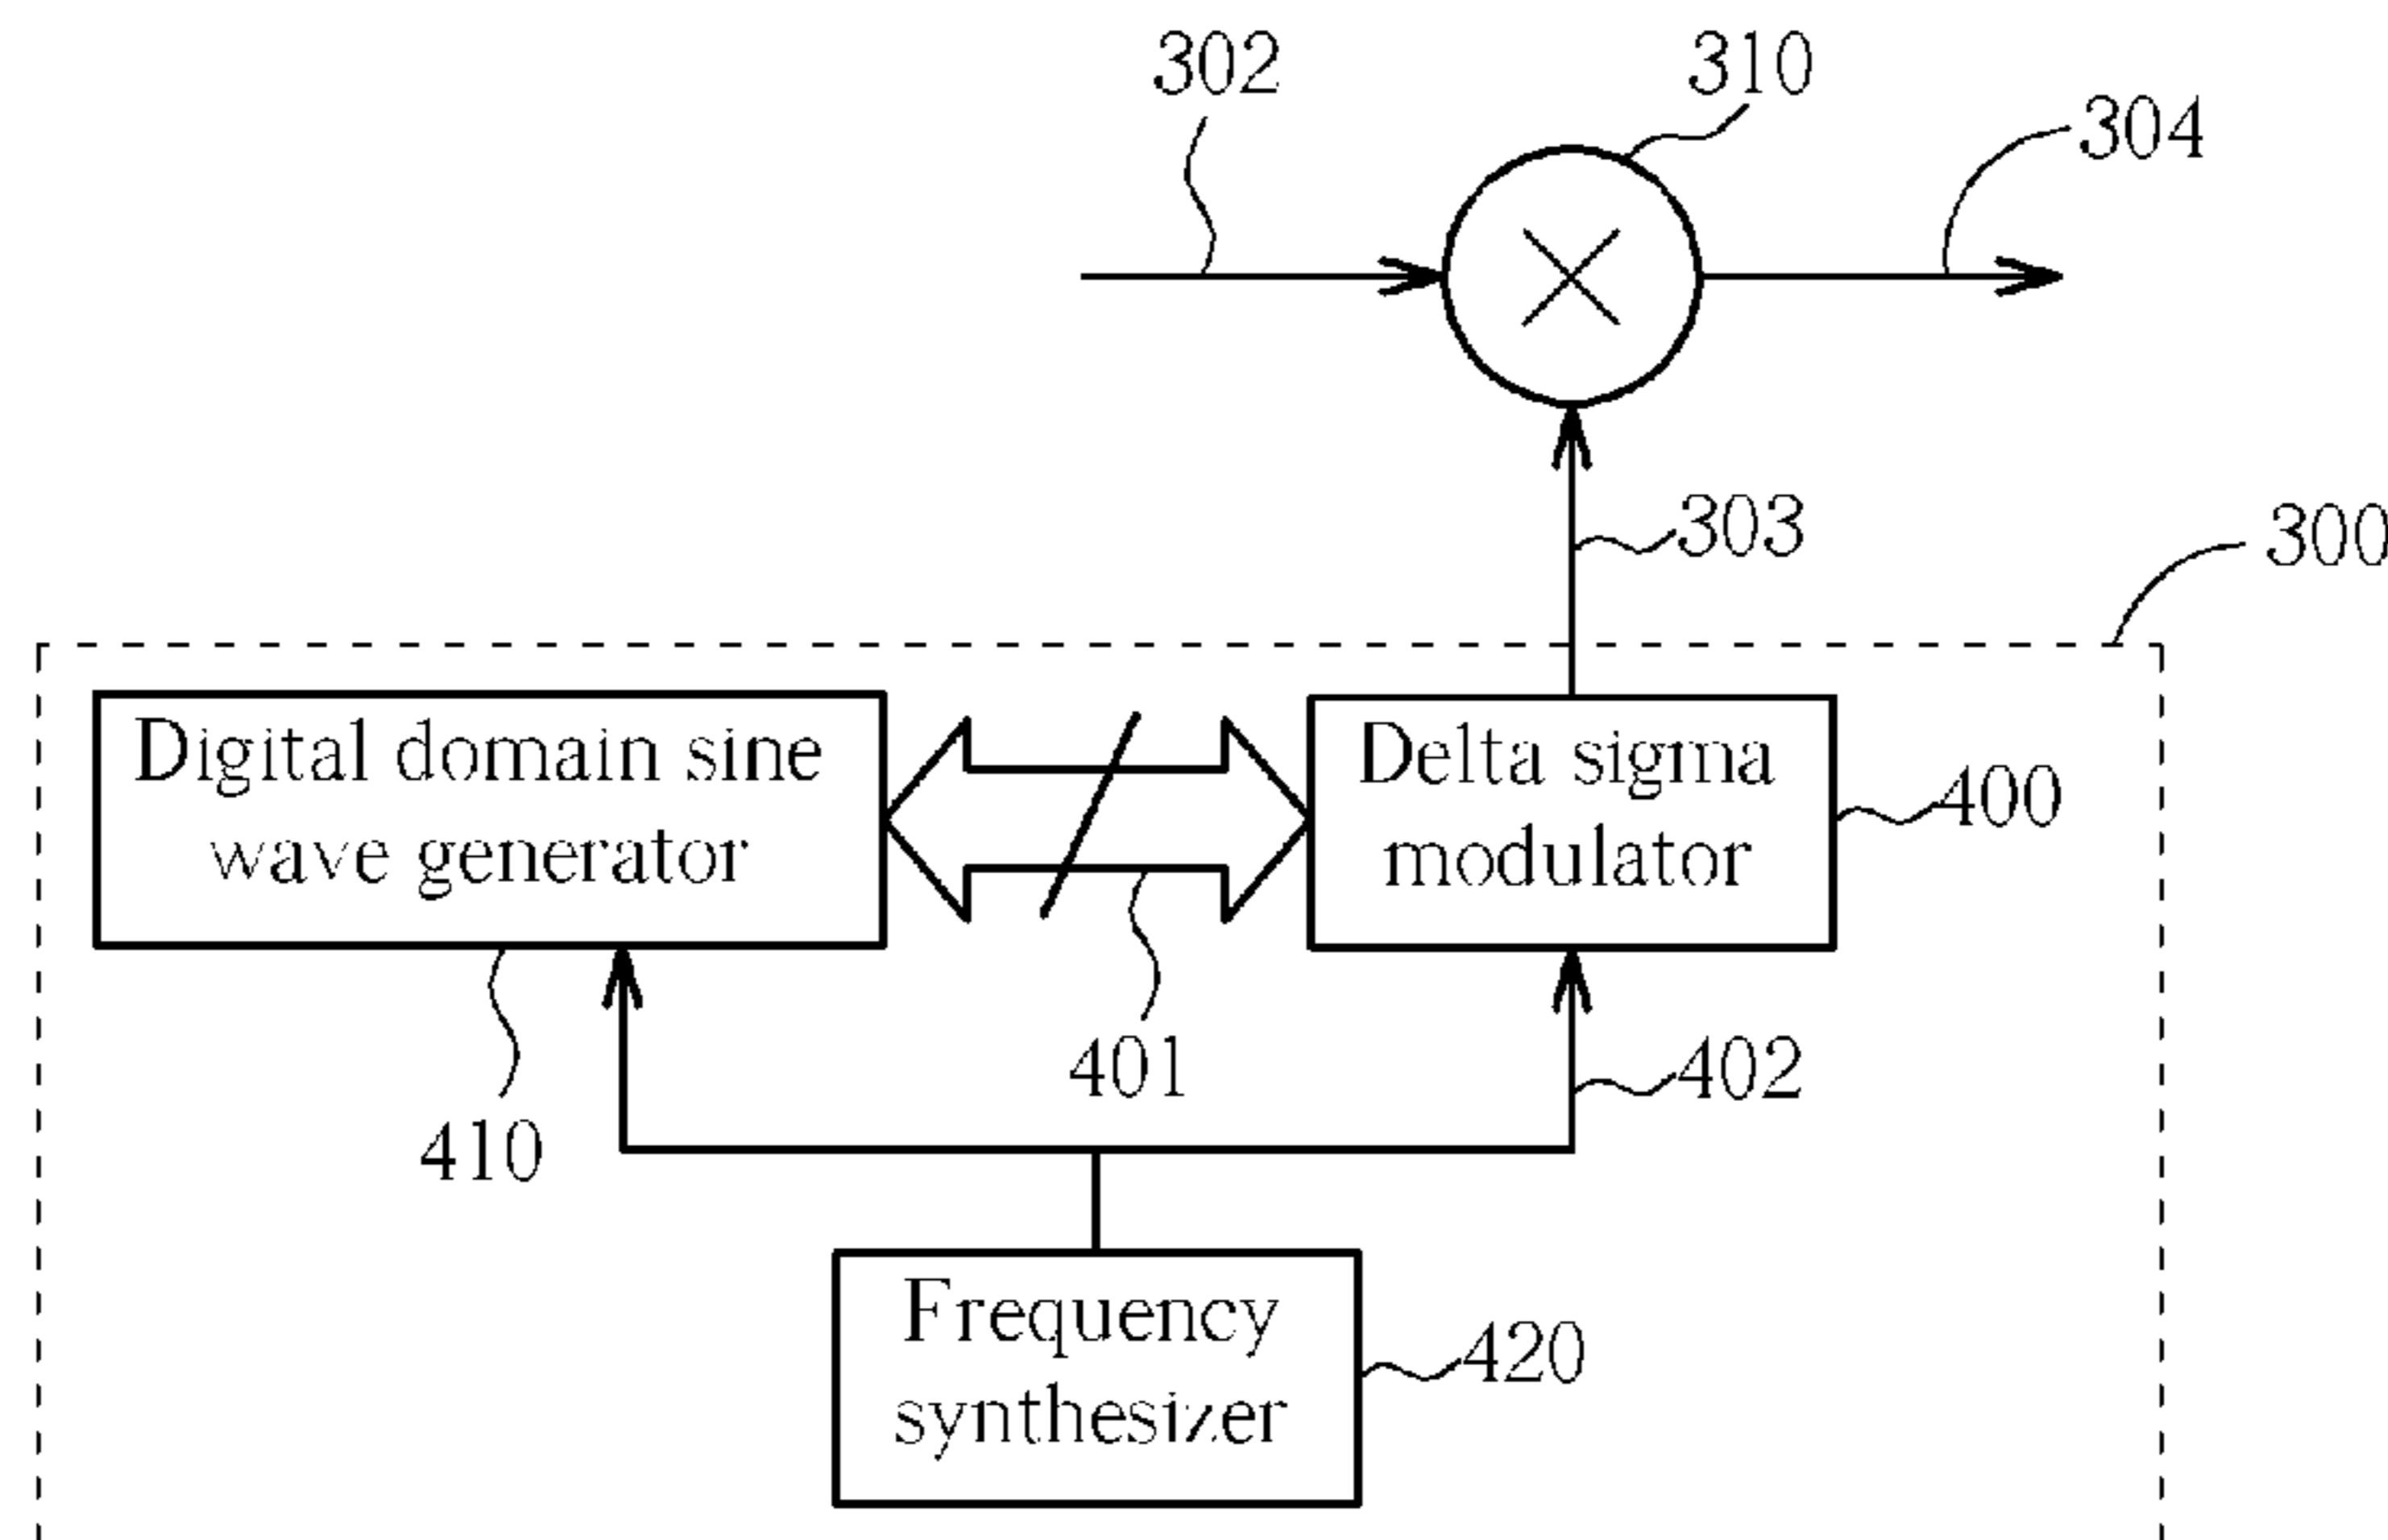 302
310
304
303
300
Digital domain sine
wave generator
Delta sigma
modulator
400
401
402
410
Frequency
synthesizer
420